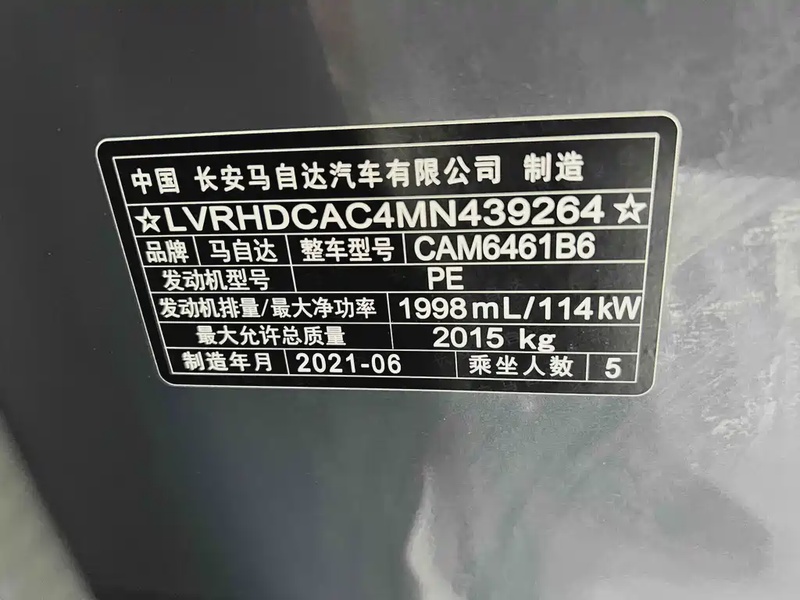 中国 长安马自达汽车有限公司 制造
☆LVRHDCAC4MN439264☆
品牌 马自达 整车型号 CAM6461B6
发动机型号 PE
发动机排量/最大净功率 1998mL/114kW
最大允许总质量 2015 kg
制造年月 2021-06 乘坐人数 5